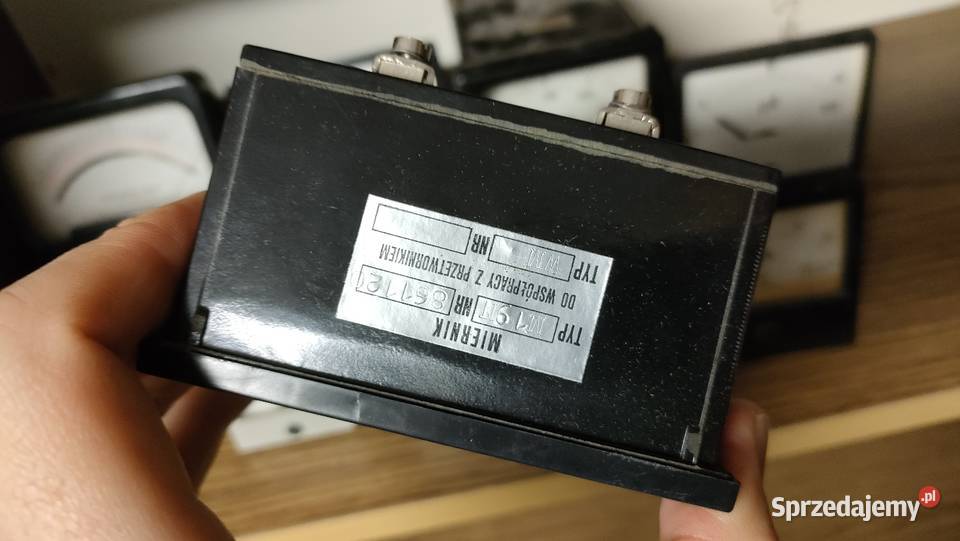 MIERNIK
TYP NR
DO WSPÓŁPRACY Z PRZETWORNIKIEM
TYP NR
Sprzedajemy.pl